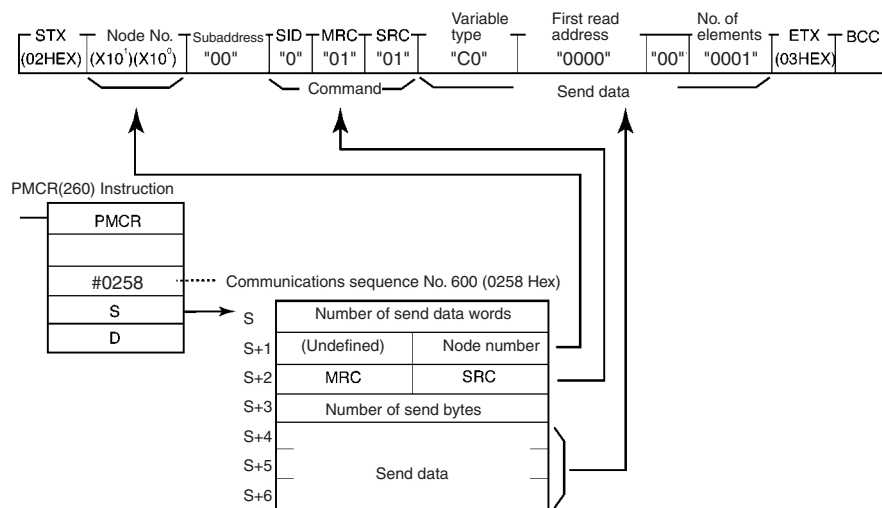 STX Node No. Subaddress SID MRC SRC Variable type First read address No. of elements ETX BCC
(02HEX) (X10¹)(X10⁰) "00" "0" "01" "01" "C0" "0000" "00" "0001" (03HEX)
Command Send data
PMCR(260) Instruction
PMCR
#0258 Communications sequence No. 600 (0258 Hex)
S
D
S Number of send data words
S+1 (Undefined) Node number
S+2 MRC SRC
S+3 Number of send bytes
S+4
S+5 Send data
S+6